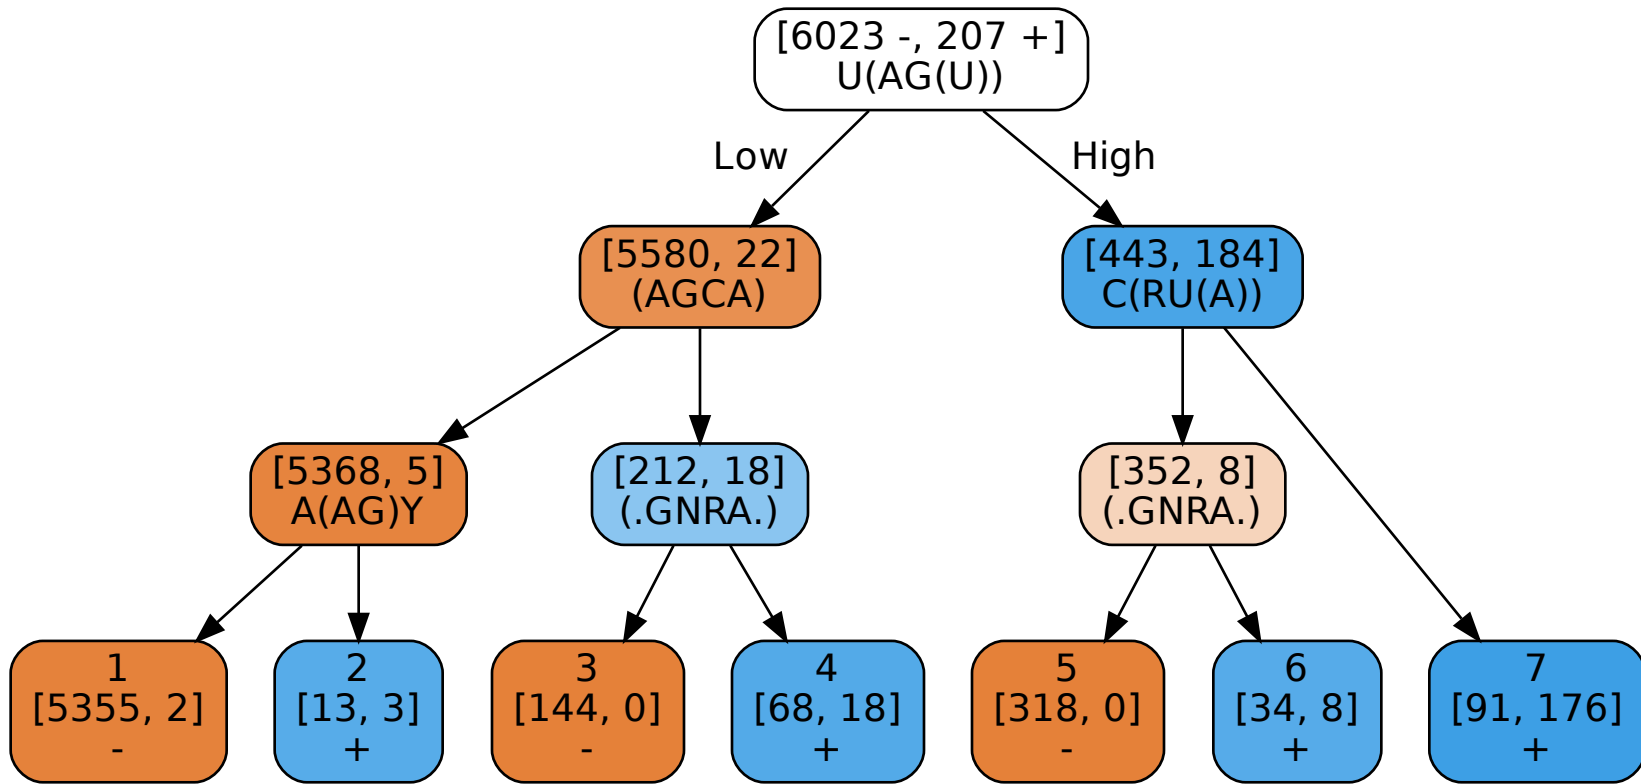 [6023 -, 207 +]
U(AG(U))
Low
High
[5580, 22]
(AGCA)
[443, 184]
C(RU(A))
[5368, 5]
A(AG)Y
[212, 18]
(.GNRA.)
[352, 8]
(.GNRA.)
1
[5355, 2]
-
2
[13, 3]
+
3
[144, 0]
-
4
[68, 18]
+
5
[318, 0]
-
6
[34, 8]
+
7
[91, 176]
+